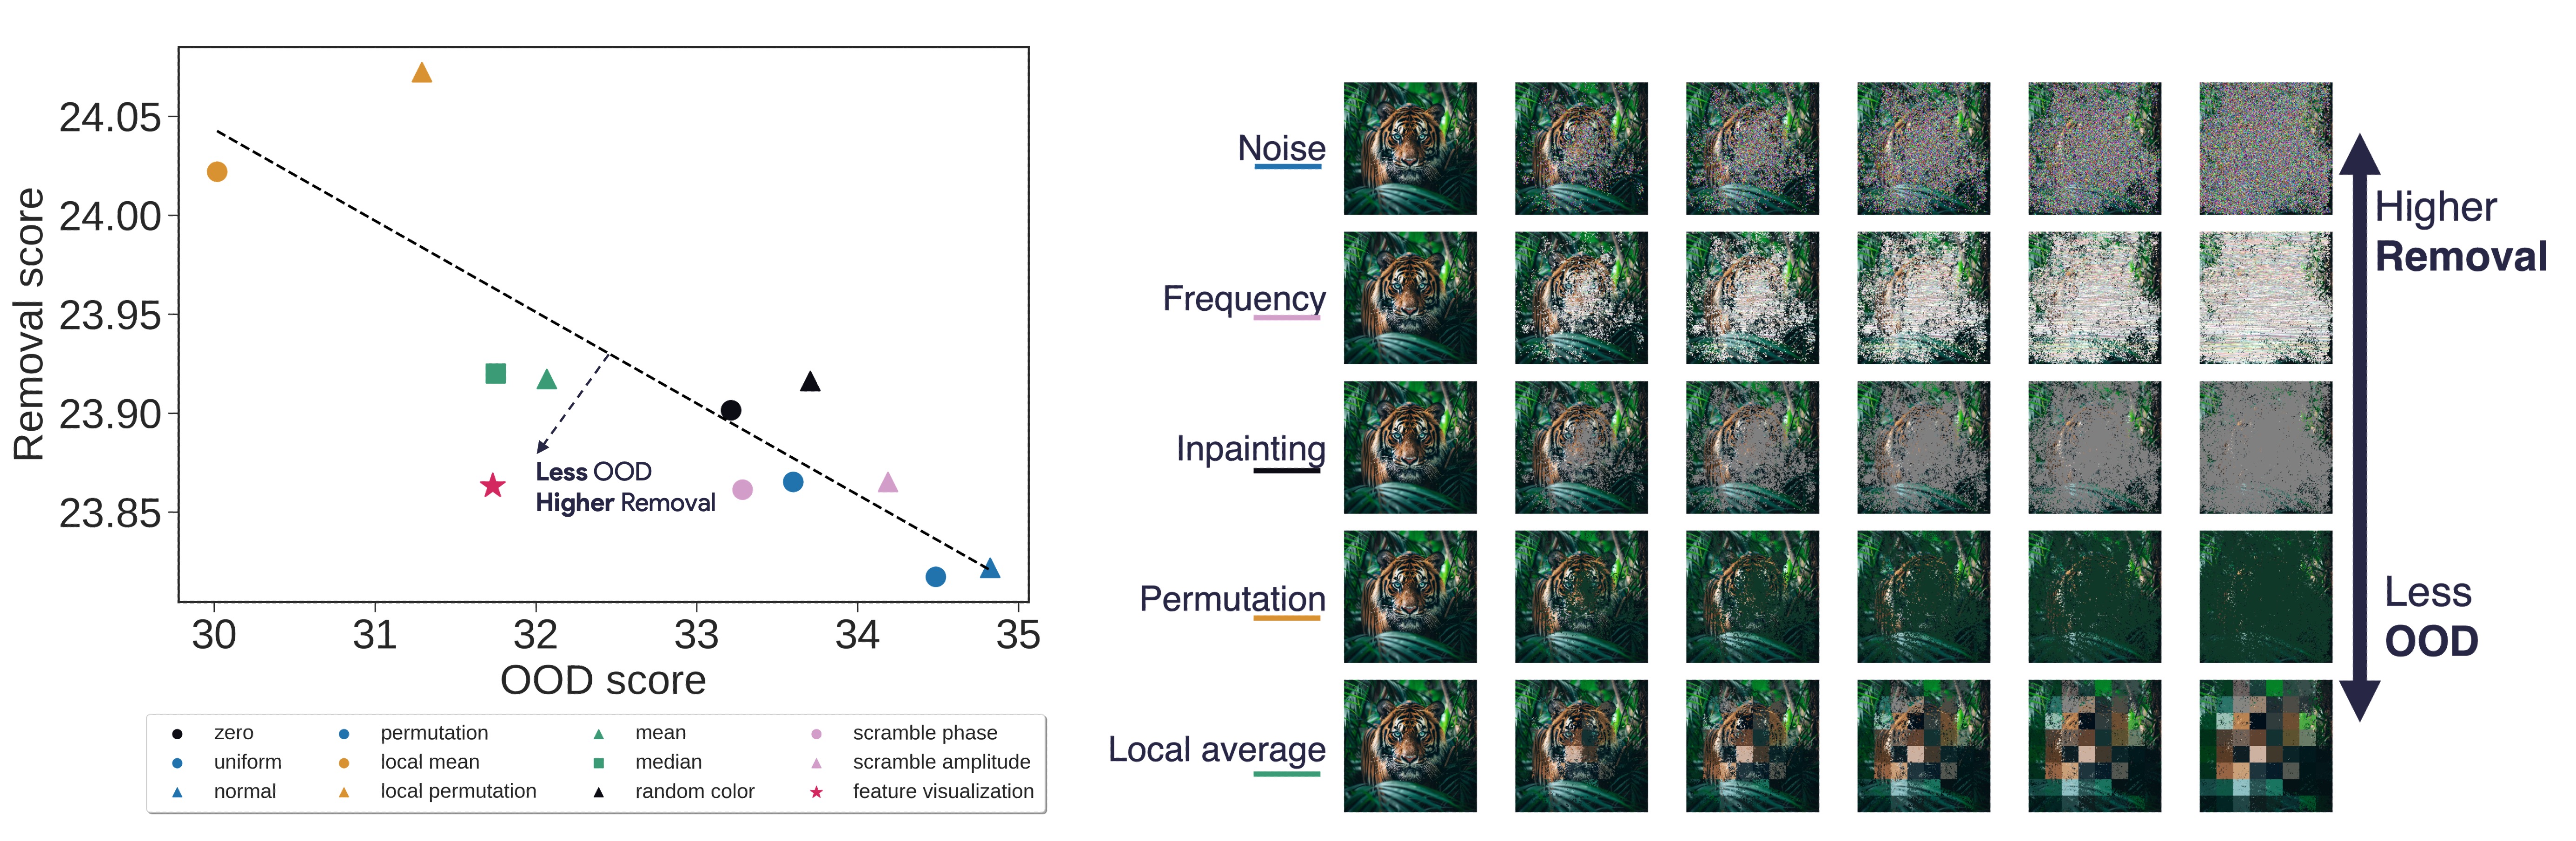 24.05
24.00
23.95
23.90
23.85
Removal score
Less OOD
Higher Removal
30 31 32 33 34 35
OOD score
zero permutation mean scramble phase
uniform local mean median scramble amplitude
normal local permutation random color feature visualization
Noise
Frequency
Inpainting
Permutation
Local average
Higher
Removal
Less
OOD